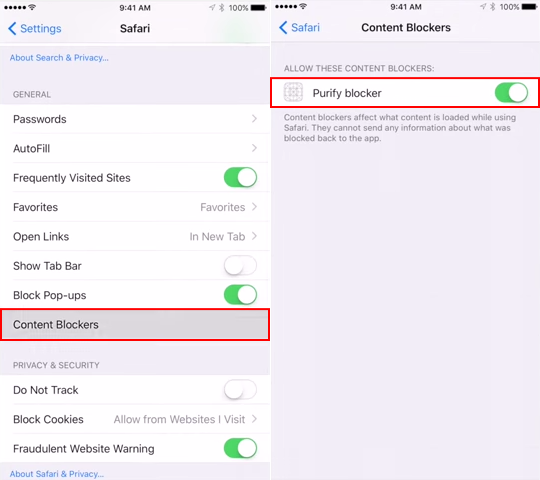 9:41 AM
100%
Settings
Safari
About Search & Privacy...
GENERAL
Passwords
AutoFill
Frequently Visited Sites
Favorites Favorites
Open Links In New Tab
Show Tab Bar
Block Pop-ups
Content Blockers
PRIVACY & SECURITY
Do Not Track
Block Cookies Allow from Websites I Visit
Fraudulent Website Warning
About Safari & Privacy...
9:41 AM
100%
Safari
Content Blockers
ALLOW THESE CONTENT BLOCKERS:
Purify blocker
Content blockers affect what content is loaded while using
Safari. They cannot send any information about what was
blocked back to the app.